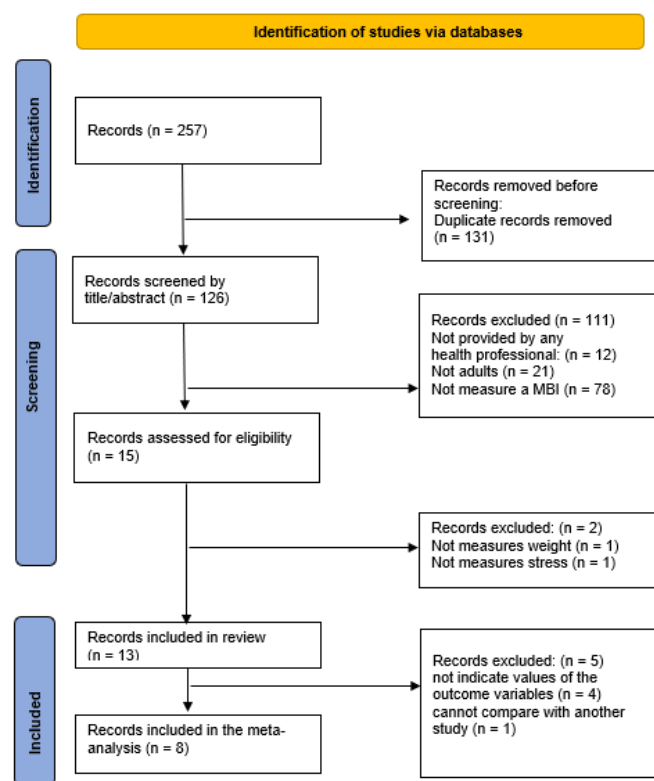 Identification of studies via databases
Identification
Records (n = 257)
Records removed before
screening:
Duplicate records removed
(n = 131)
Screening
Records screened by
title/abstract (n = 126)
Records excluded (n = 111)
Not provided by any
health professional: (n = 12)
Not adults (n = 21)
Not measure a MBI (n = 78)
Records assessed for eligibility
(n = 15)
Records excluded: (n = 2)
Not measures weight (n = 1)
Not measures stress (n = 1)
Included
Records included in review
(n = 13)
Records excluded: (n = 5)
not indicate values of the
outcome variables (n = 4)
cannot compare with another
study (n = 1)
Records included in the meta-
analysis (n = 8)